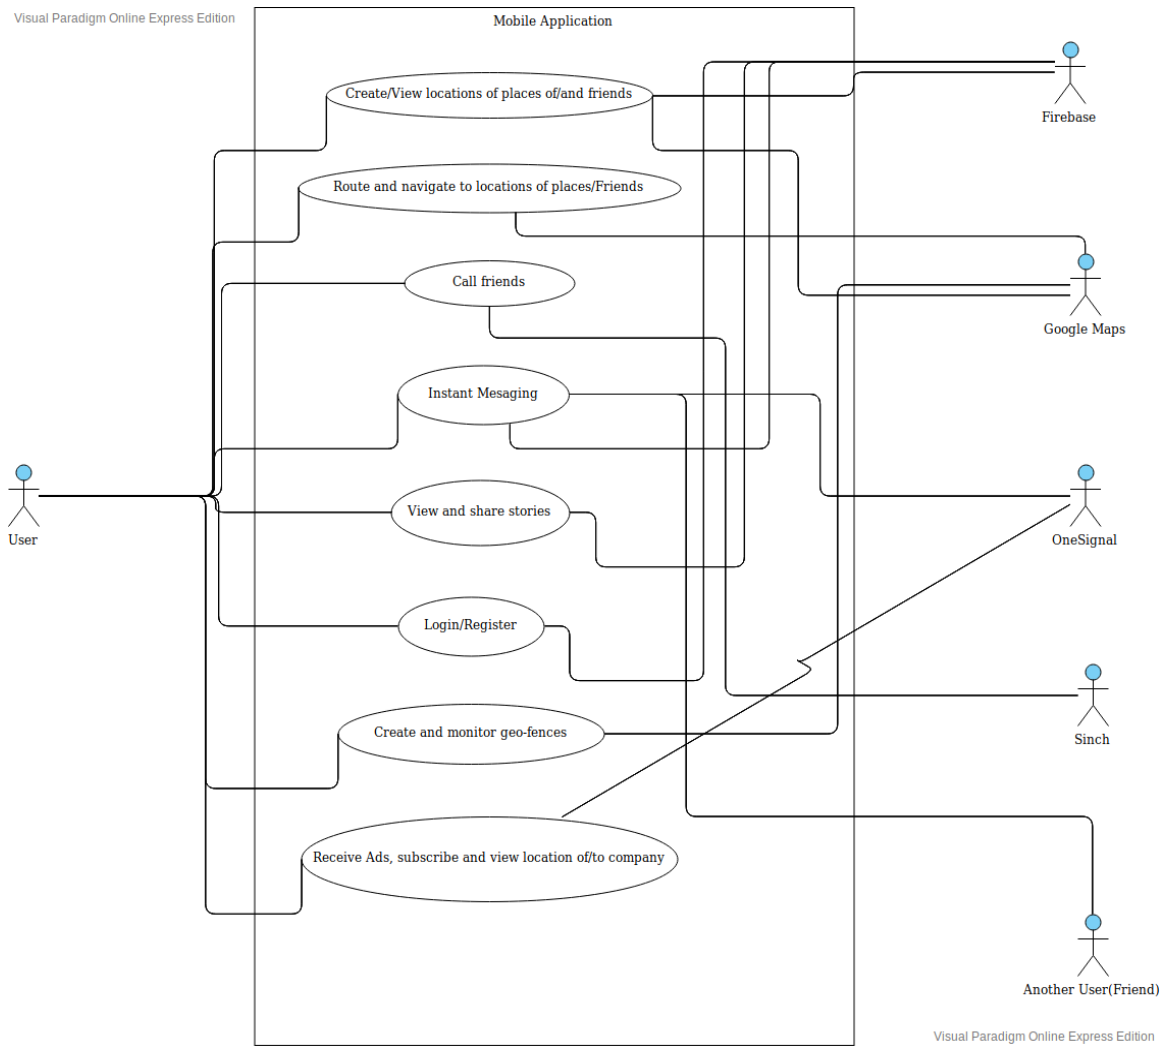 Visual Paradigm Online Express Edition
Mobile Application
Create/View locations of places of/and friends
Firebase
Route and navigate to locations of places/Friends
Call friends
Google Maps
Instant Mesaging
View and share stories
User
OneSignal
Login/Register
Create and monitor geo-fences
Sinch
Receive Ads, subscribe and view location of/to company
Another User(Friend)
Visual Paradigm Online Express Edition